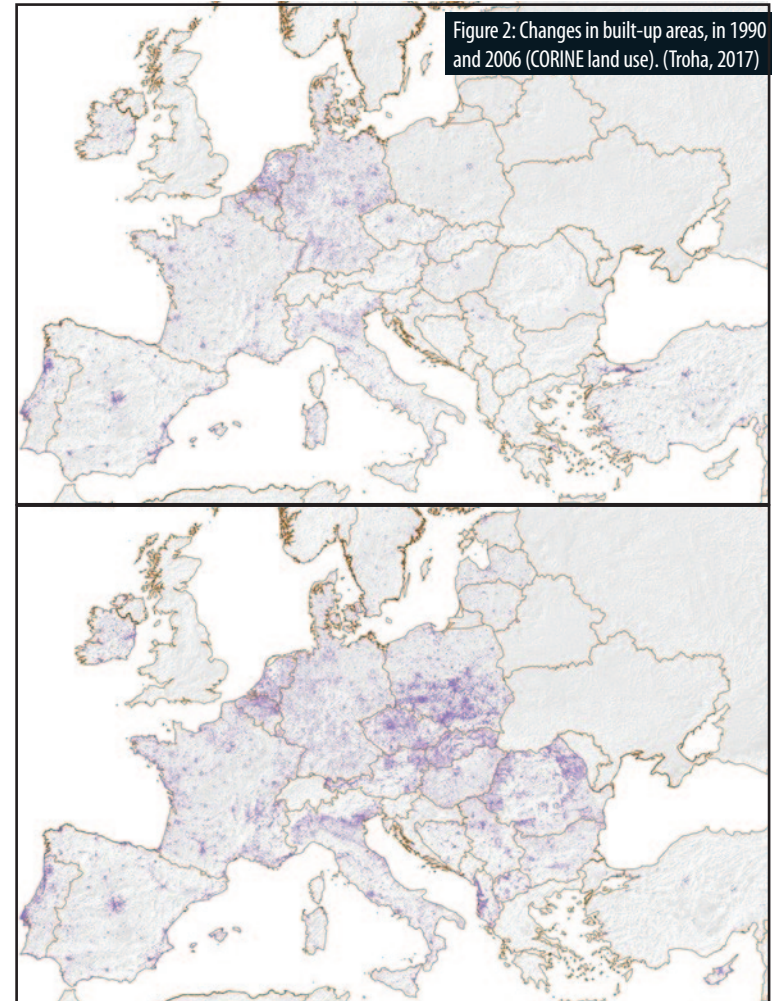 Figure 2: Changes in built-up areas, in 1990
and 2006 (CORINE land use). (Troha, 2017)